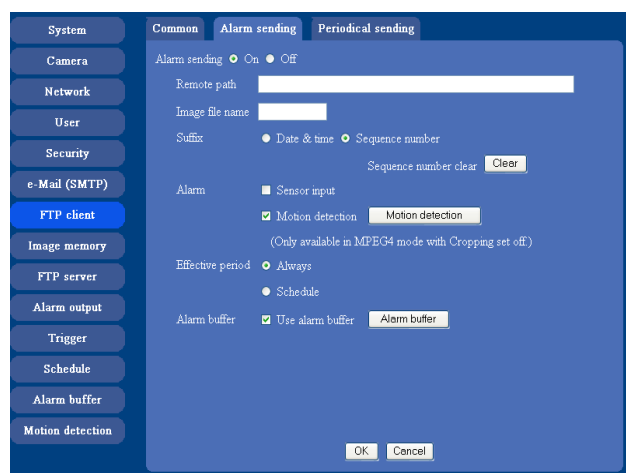 System
Camera
Network
User
Security
e-Mail (SMTP)
FTP client
Image memory
FTP server
Alarm output
Trigger
Schedule
Alarm buffer
Motion detection
Common Alarm sending Periodical sending
Alarm sending On Off
Remote path
Image file name
Suffix Date & time Sequence number
Sequence number clear Clear
Alarm Sensor input
Motion detection Motion detection
(Only available in MPEG4 mode with Cropping set off.)
Effective period Always
Schedule
Alarm buffer Use alarm buffer Alarm buffer
OK Cancel